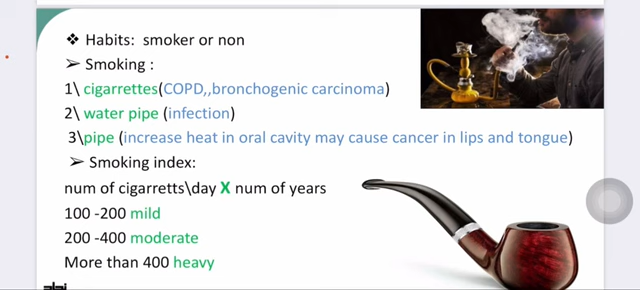 ❖ Habits: smoker or non
➢ Smoking :
1\ cigarrettes(COPD,,bronchogenic carcinoma)
2\ water pipe (infection)
3\pipe (increase heat in oral cavity may cause cancer in lips and tongue)
➢ Smoking index:
num of cigarretts\day X num of years
100 -200 mild
200 -400 moderate
More than 400 heavy